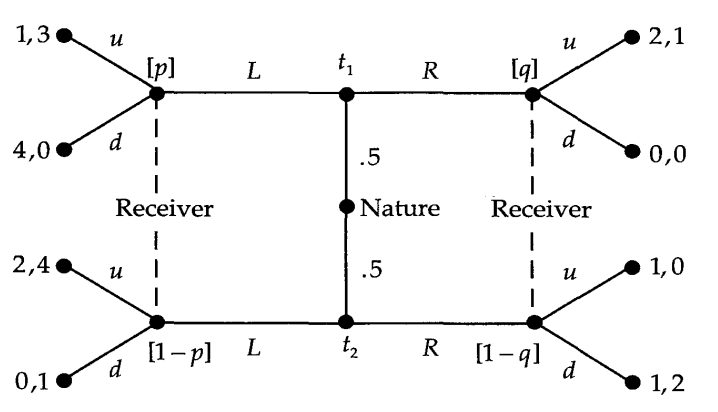 1,3 u [p] L t₁ R [q] u 2,1
4,0 d .5 d 0,0
Receiver Nature Receiver
2,4 u .5 u 1,0
0,1 d [1−p] L t₂ R [1−q] d 1,2